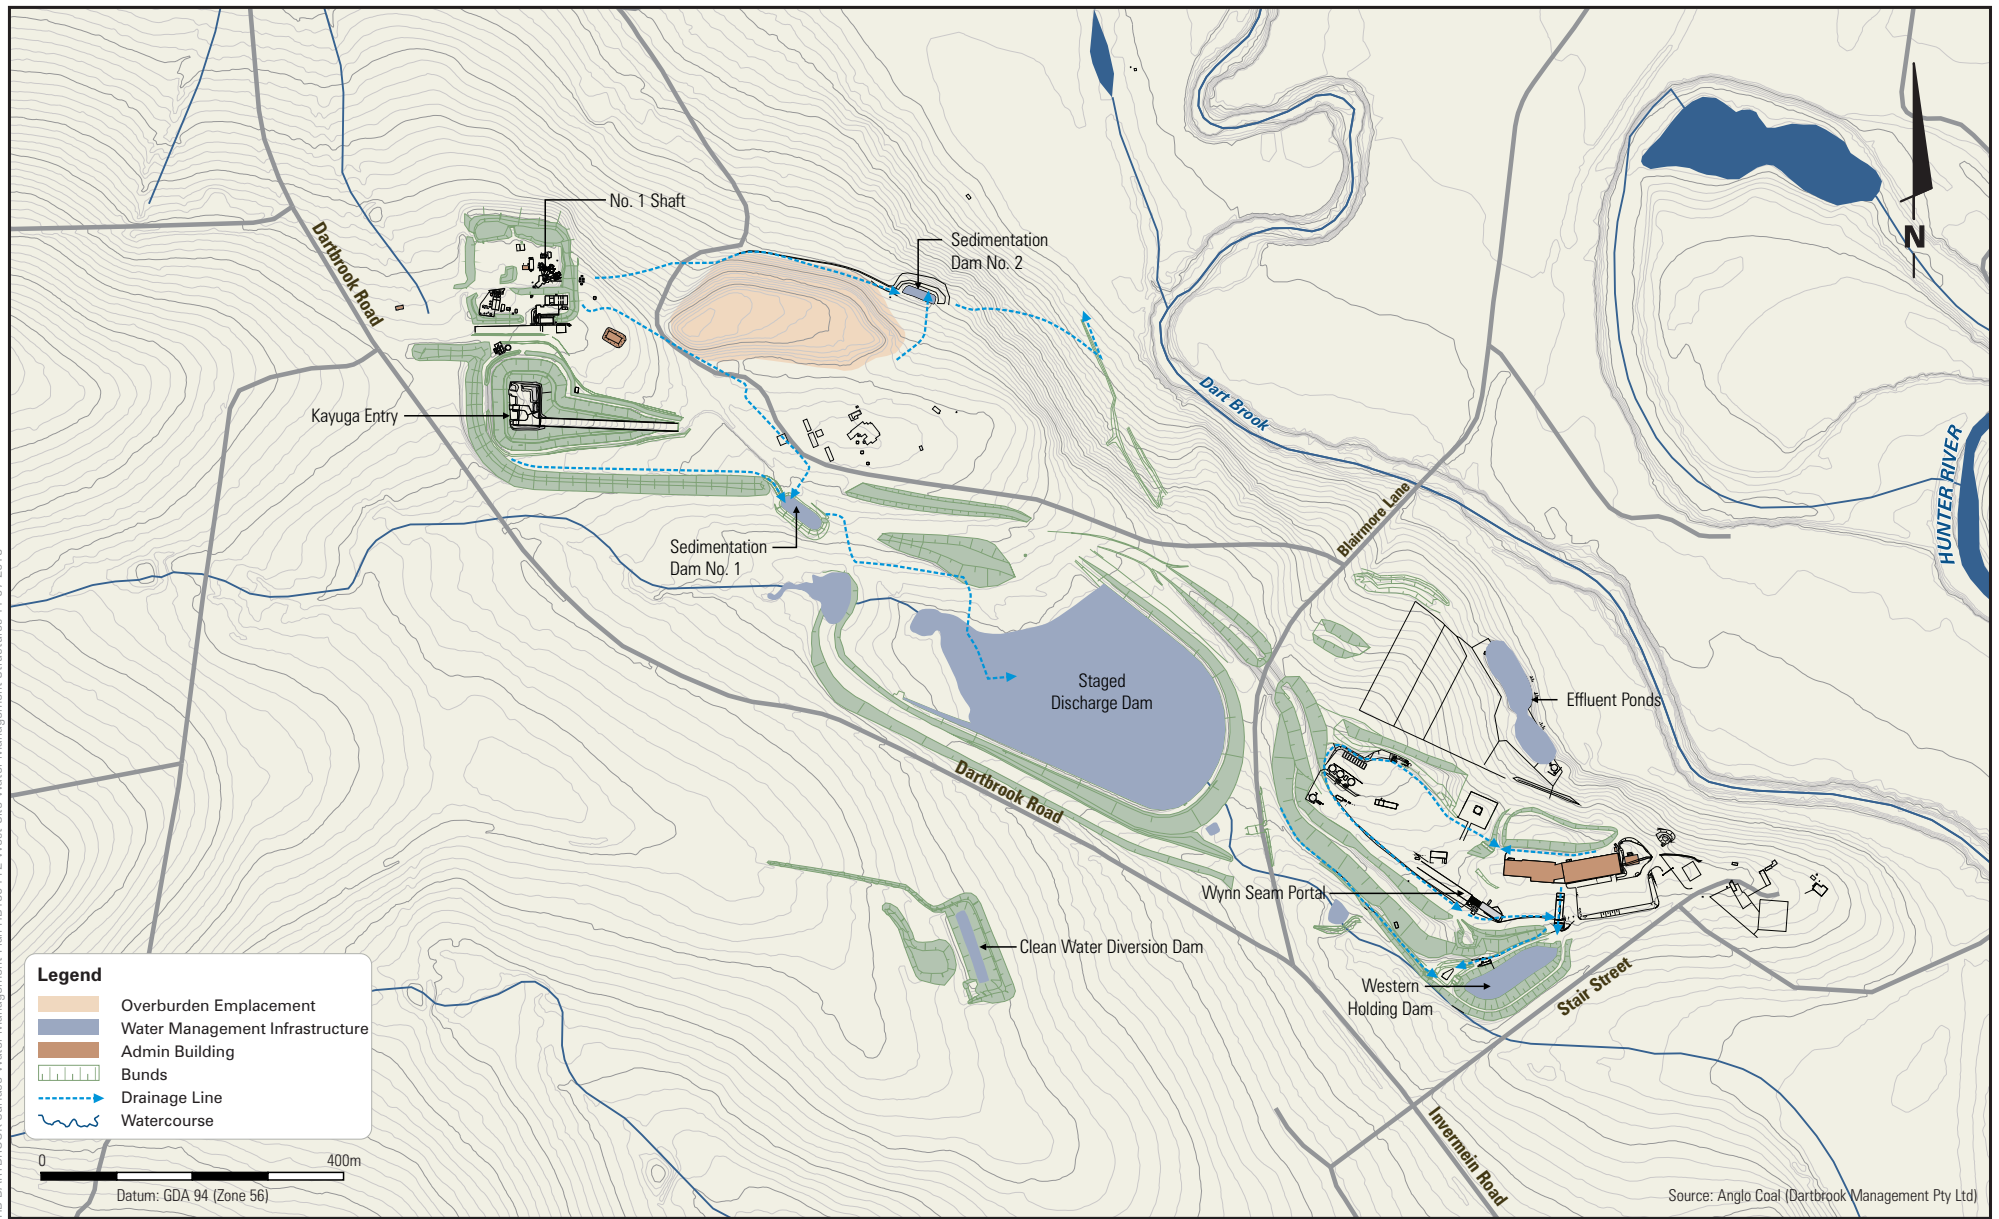 No. 1 Shaft
Sedimentation
Dam No. 2
N
Dartbrook Road
Kayuga Entry
Dart Brook
HUNTER RIVER
Blairmore Lane
Sedimentation
Dam No. 1
Staged
Discharge Dam
Effluent Ponds
Dartbrook Road
Wynn Seam Portal
Clean Water Diversion Dam
Western
Holding Dam
Stair Street
Invermein Road
Legend
Overburden Emplacement
Water Management Infrastructure
Admin Building
Bunds
Drainage Line
Watercourse
0 400m
Datum: GDA 94 (Zone 56)
Source: Anglo Coal (Dartbrook Management Pty Ltd)